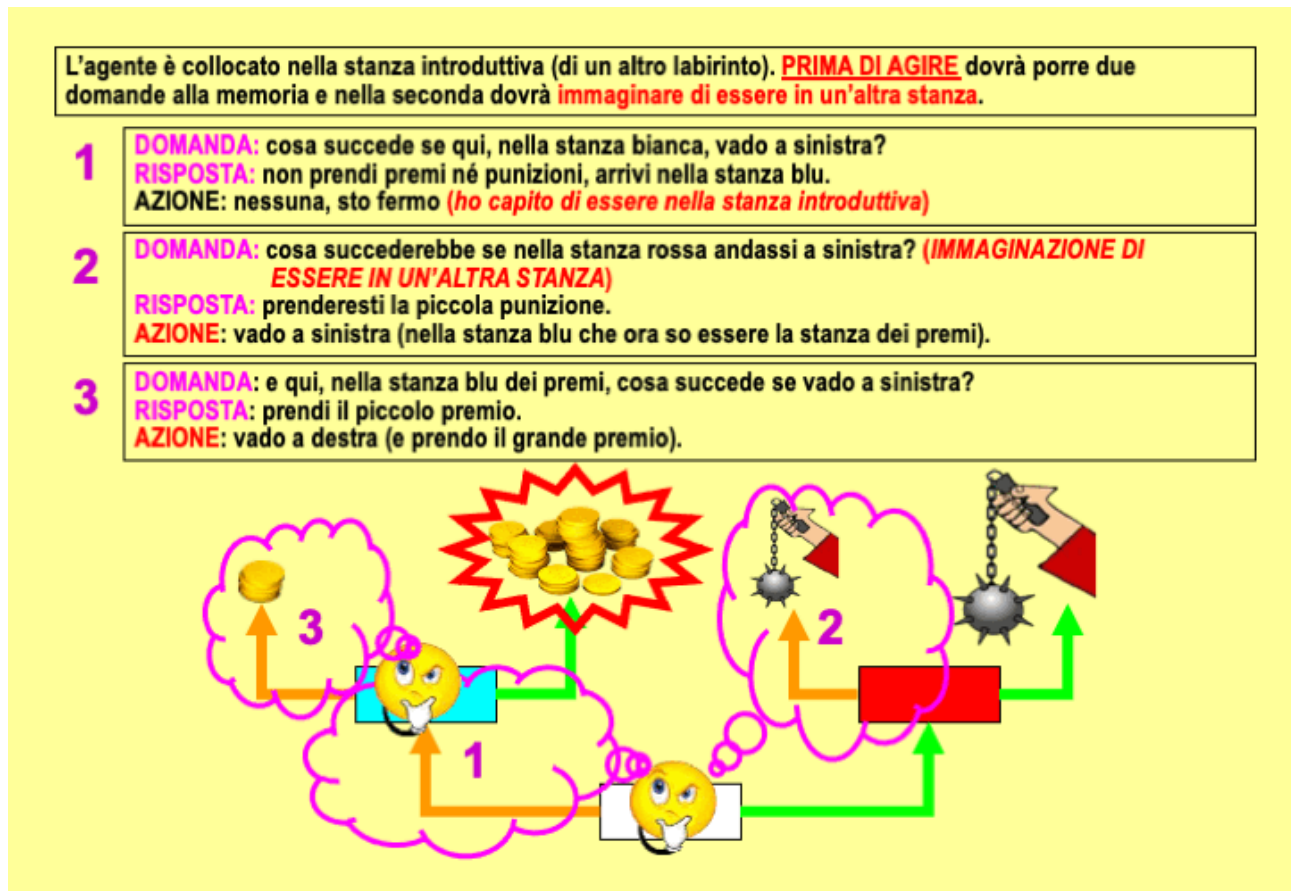 L'agente è collocato nella stanza introduttiva (di un altro labirinto). PRIMA DI AGIRE dovrà porre due
domande alla memoria e nella seconda dovrà immaginare di essere in un'altra stanza.
1
DOMANDA: cosa succede se qui, nella stanza bianca, vado a sinistra?
RISPOSTA: non prendi premi né punizioni, arrivi nella stanza blu.
AZIONE: nessuna, sto fermo (ho capito di essere nella stanza introduttiva)
2
DOMANDA: cosa succederebbe se nella stanza rossa andassi a sinistra? (IMMAGINAZIONE DI
ESSERE IN UN'ALTRA STANZA)
RISPOSTA: prenderesti la piccola punizione.
AZIONE: vado a sinistra (nella stanza blu che ora so essere la stanza dei premi).
3
DOMANDA: e qui, nella stanza blu dei premi, cosa succede se vado a sinistra?
RISPOSTA: prendi il piccolo premio.
AZIONE: vado a destra (e prendo il grande premio).
3
2
1